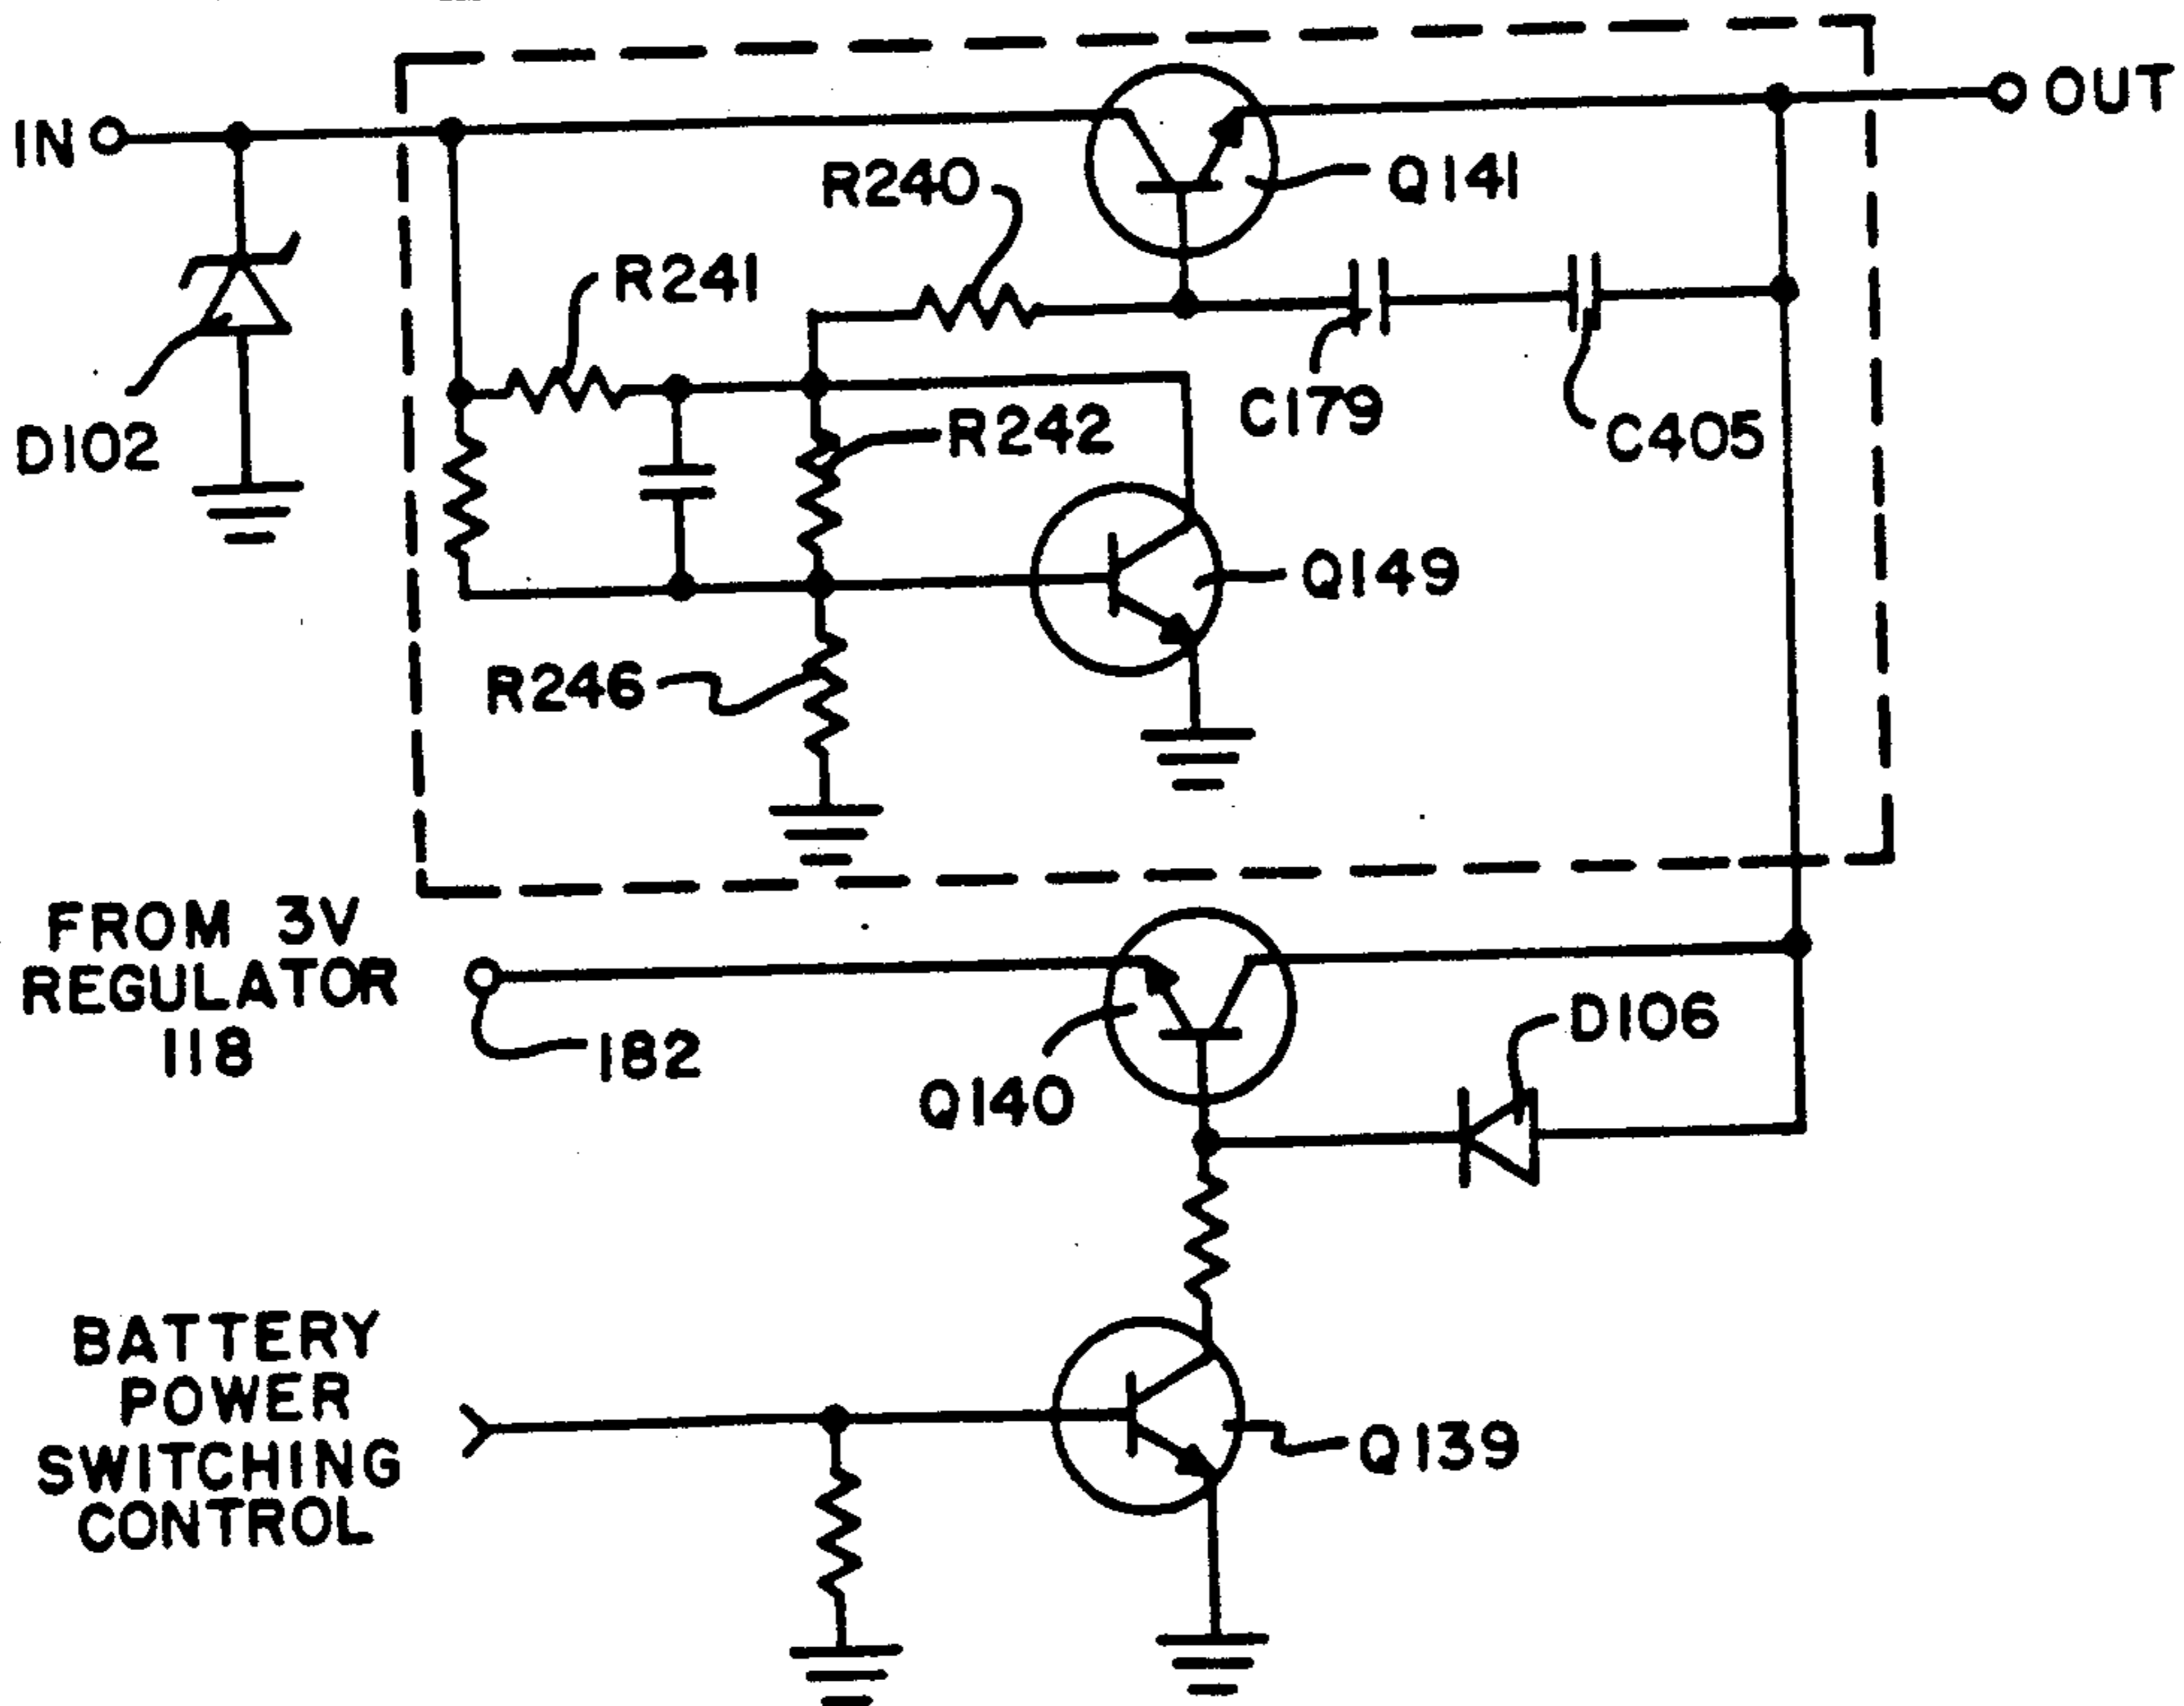 IN
OUT
R240
Q141
R241
D102
C179
C405
R242
Q149
R246
FROM 3V
REGULATOR
118
182
Q140
D106
BATTERY
POWER
SWITCHING
CONTROL
Q139